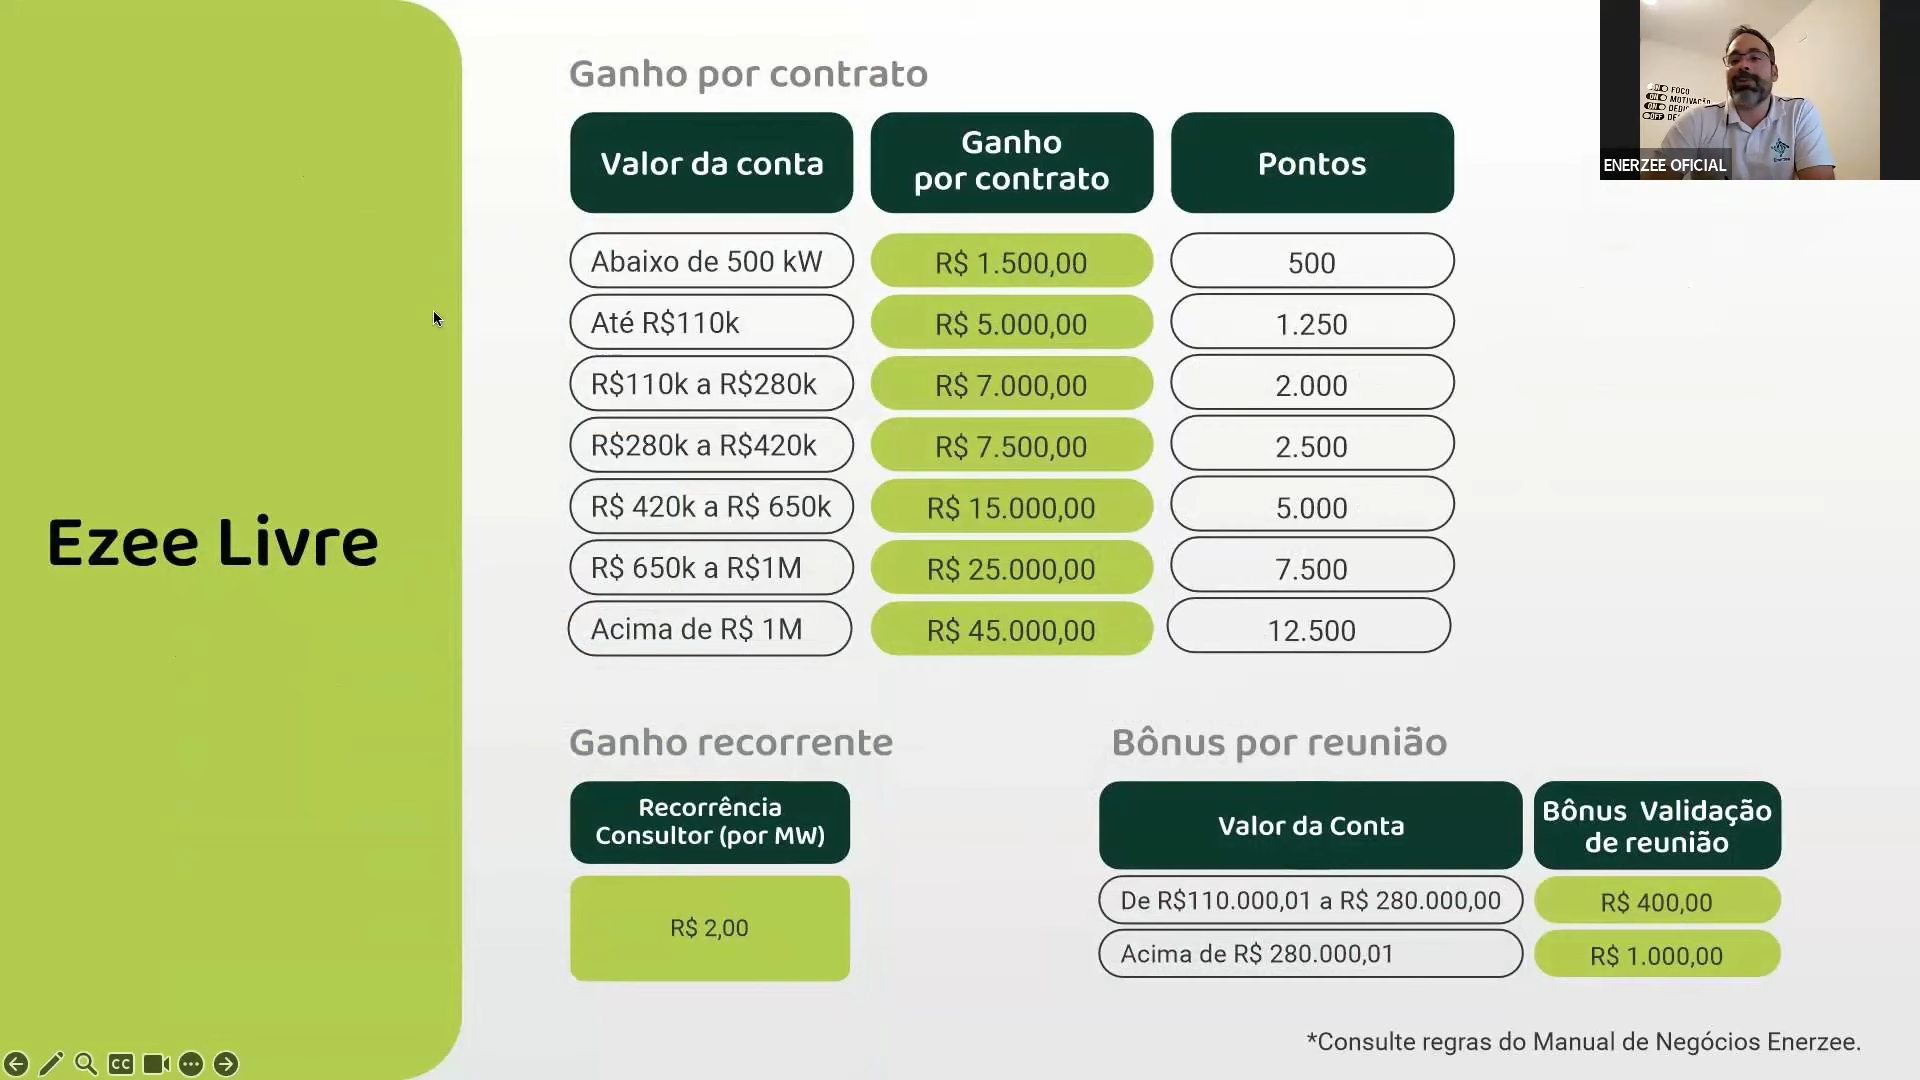 Ezee Livre
Ganho por contrato
Valor da conta
Ganho
por contrato
Pontos
Abaixo de 500 kW
R$ 1.500,00
500
Até R$110k
R$ 5.000,00
1.250
R$110k a R$280k
R$ 7.000,00
2.000
R$280k a R$420k
R$ 7.500,00
2.500
R$ 420k a R$ 650k
R$ 15.000,00
5.000
R$ 650k a R$1M
R$ 25.000,00
7.500
Acima de R$ 1M
R$ 45.000,00
12.500
Ganho recorrente
Recorrência
Consultor (por MW)
R$ 2,00
Bônus por reunião
Valor da Conta
Bônus Validação
de reunião
De R$110.000,01 a R$ 280.000,00
R$ 400,00
Acima de R$ 280.000,01
R$ 1.000,00
*Consulte regras do Manual de Negócios Enerzee.
FOCO
MOTIVAÇÃO
OFF
Enerzee
ENERZEE OFICIAL
CC